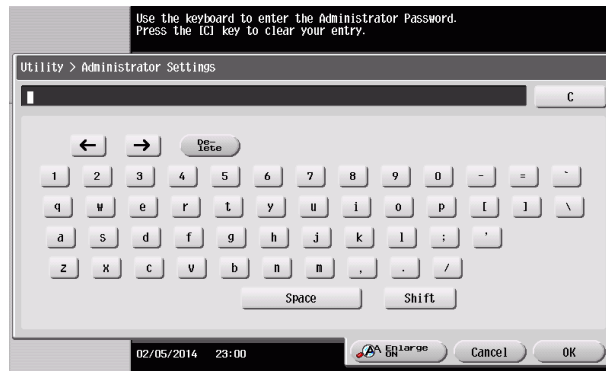 Use the keyboard to enter the Administrator Password.
Press the [C] key to clear your entry.
Utility > Administrator Settings
C
← → De-lete
1 2 3 4 5 6 7 8 9 0 - = `
q w e r t y u i o p [ ] \
a s d f g h j k l ; '
z x c v b n m , . /
Space Shift
02/05/2014 23:00
Enlarge ON Cancel OK